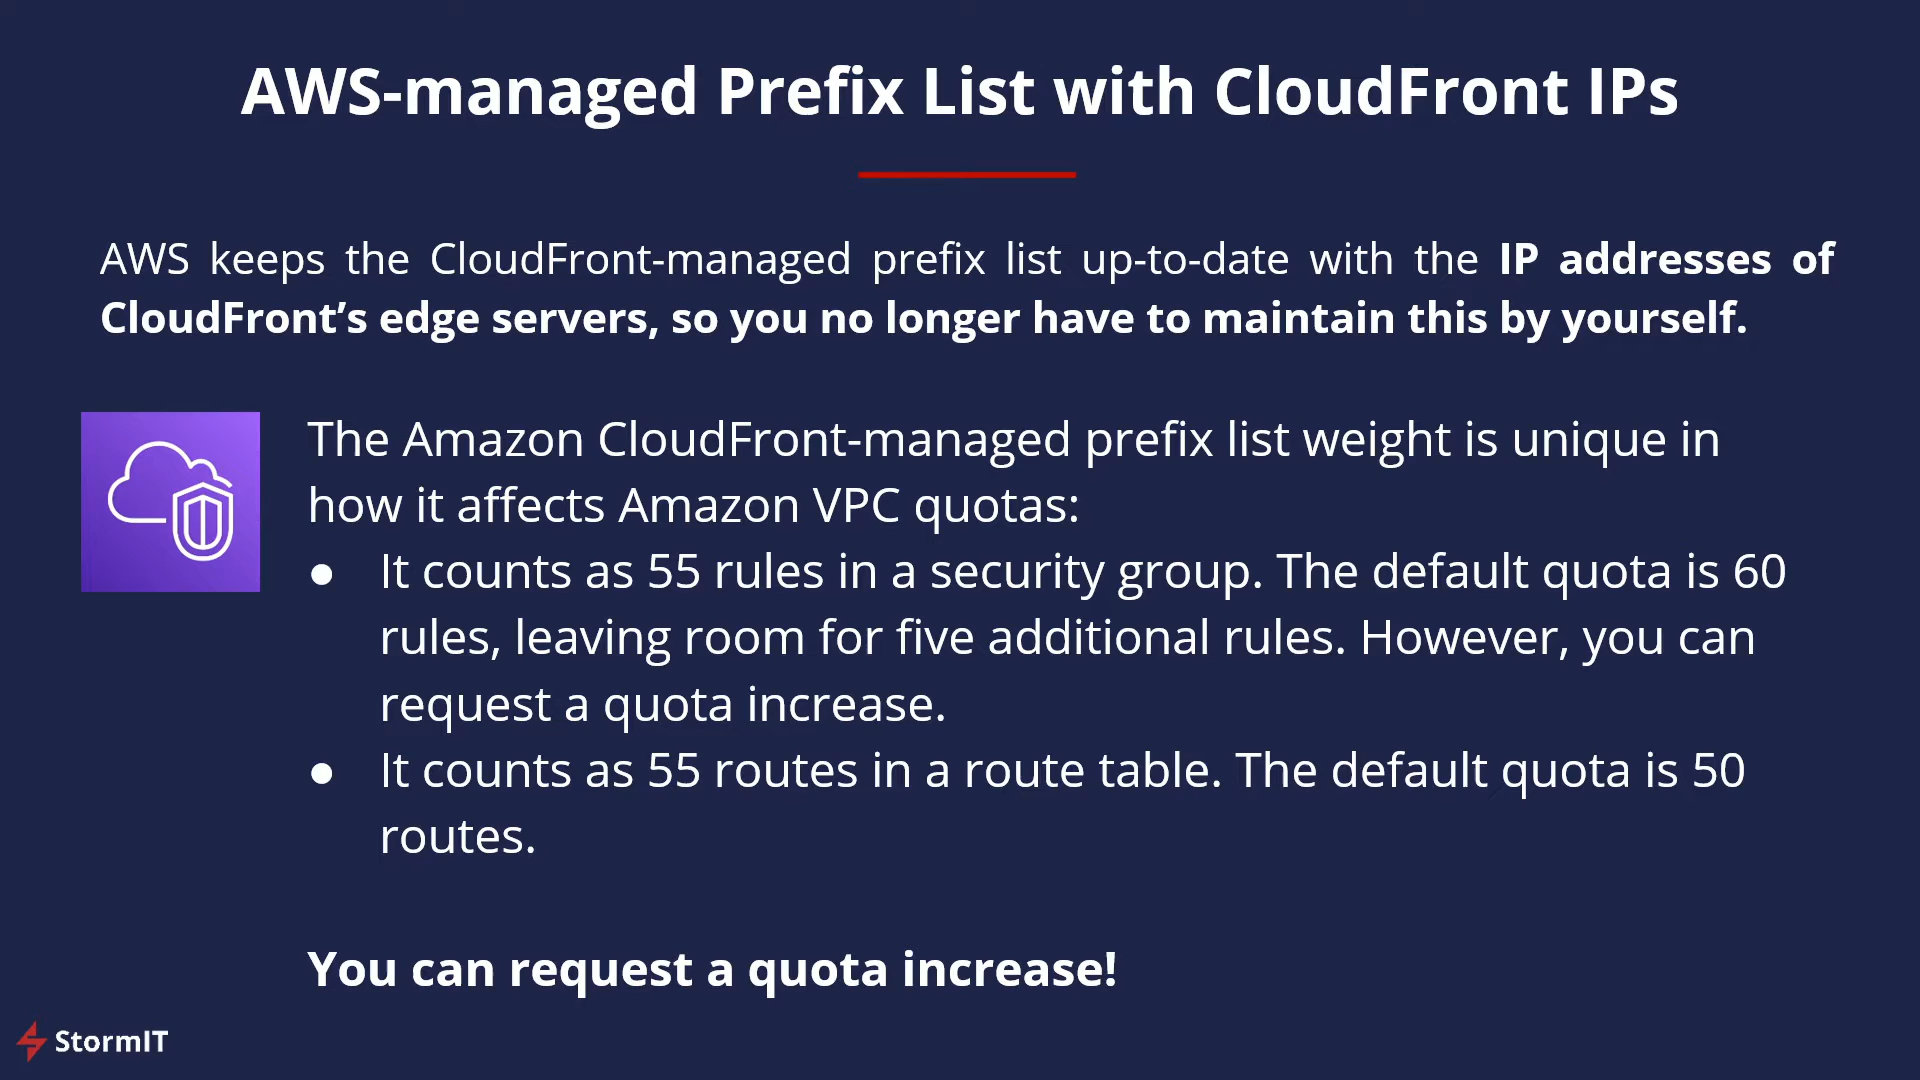 AWS-managed Prefix List with CloudFront IPs
AWS keeps the CloudFront-managed prefix list up-to-date with the IP addresses of
CloudFront’s edge servers, so you no longer have to maintain this by yourself.
The Amazon CloudFront-managed prefix list weight is unique in
how it affects Amazon VPC quotas:
● It counts as 55 rules in a security group. The default quota is 60
rules, leaving room for five additional rules. However, you can
request a quota increase.
● It counts as 55 routes in a route table. The default quota is 50
routes.
You can request a quota increase!
StormIT